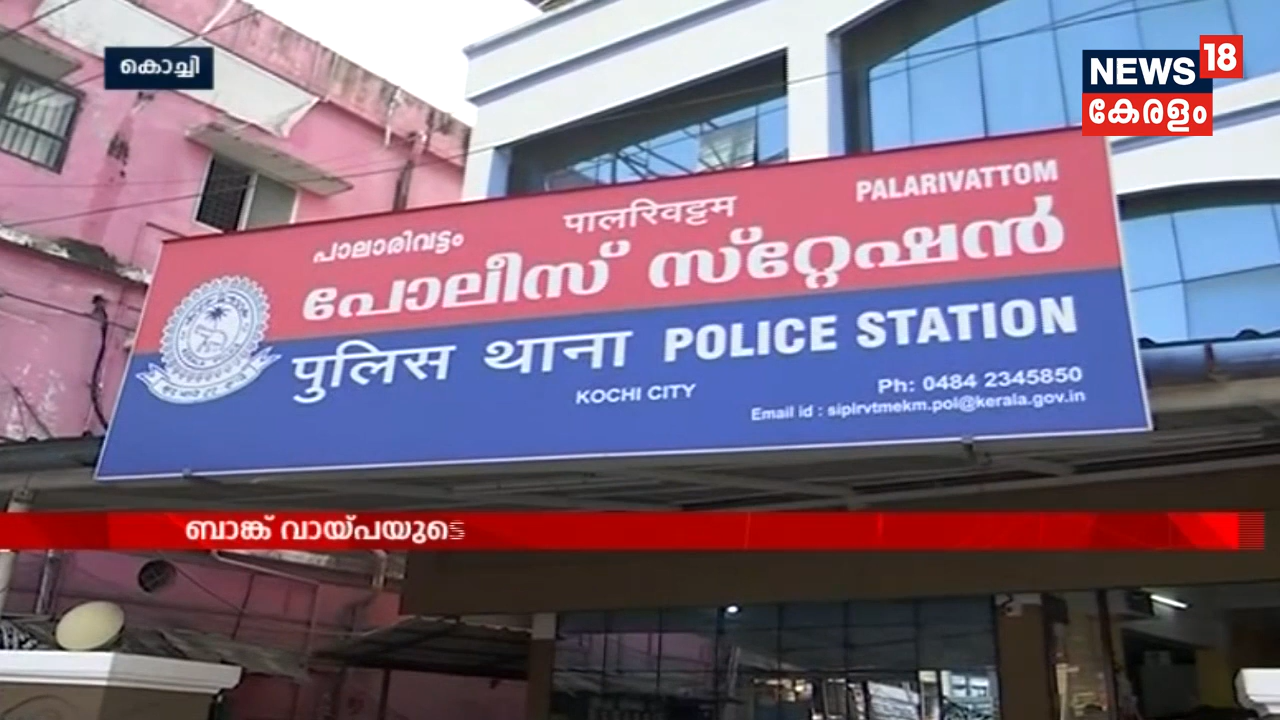 കൊച്ചി
NEWS 18
കേരളം
പാലാരിവട്ടം पालरिवट्टम PALARIVATTOM
പോലീസ് സ്റ്റേഷൻ
पुलिस थाना POLICE STATION
KOCHI CITY
Ph: 0484 2345850
Email id : siplrvtmekm.pol@kerala.gov.in
ബാങ്ക് വായ്പയുടെ